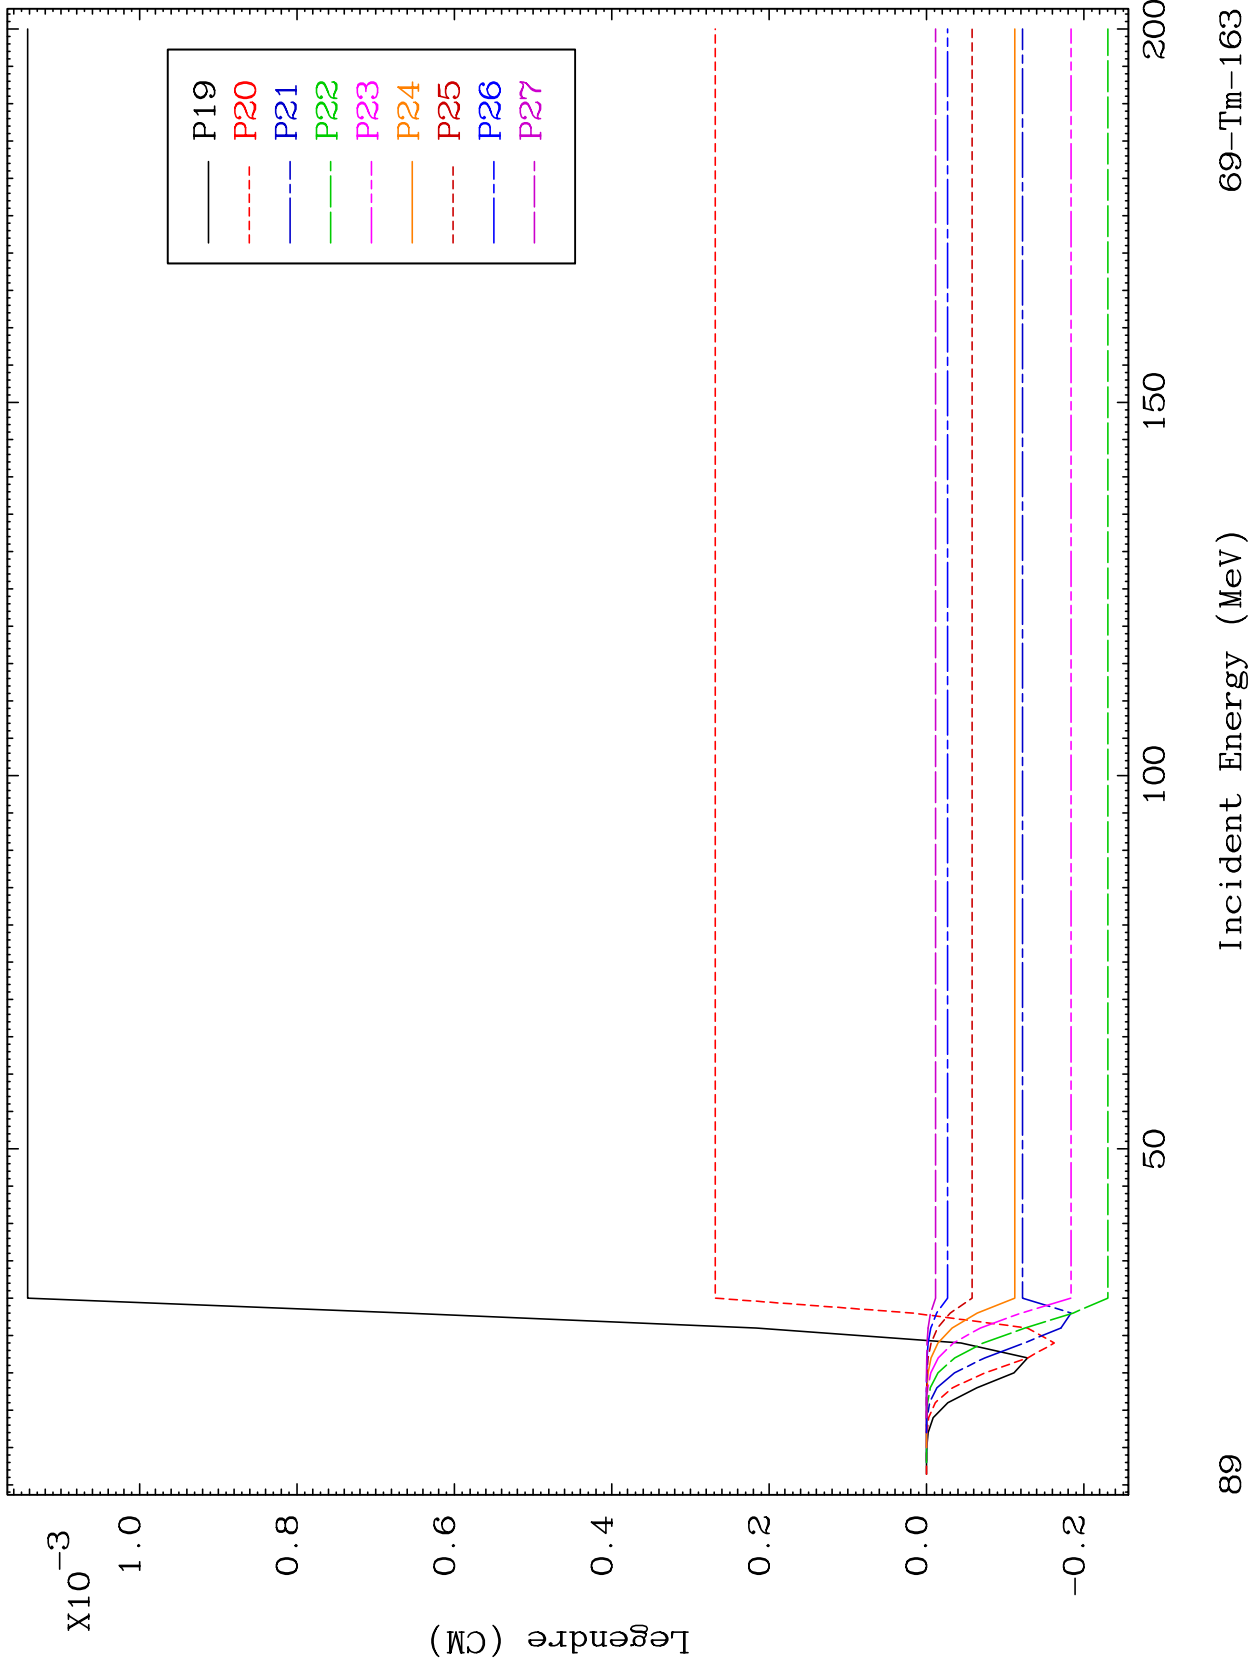 X10⁻³
1.0
0.8
0.6
0.4
0.2
0.0
-0.2
Legendre (CM)
P19
P20
P21
P22
P23
P24
P25
P26
P27
50
100
150
200
Incident Energy (MeV)
89
69-Tm-163